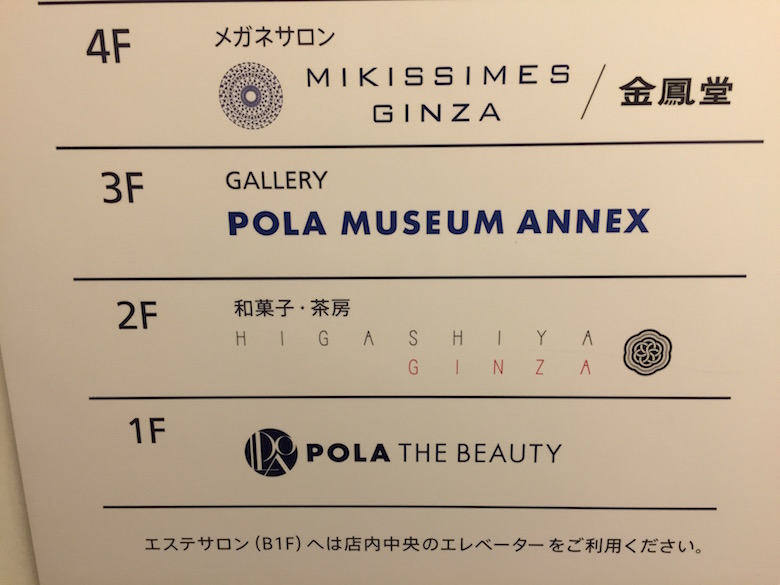 4F
メガネサロン
MIKISSIMES
GINZA / 金鳳堂
3F
GALLERY
POLA MUSEUM ANNEX
2F
和菓子・茶房
HIGASHIYA
GINZA
1F
POLA THE BEAUTY
エステサロン(B1F)へは店内中央のエレベーターをご利用ください。